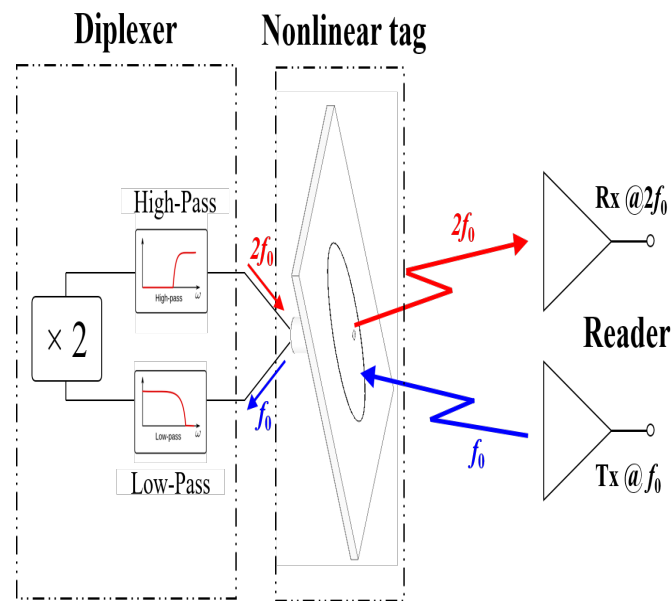 Diplexer
Nonlinear tag
High-Pass
High-pass
ω
× 2
Low-pass
ω
Low-Pass
2f₀
f₀
2f₀
f₀
Rx @2f₀
Reader
Tx @ f₀